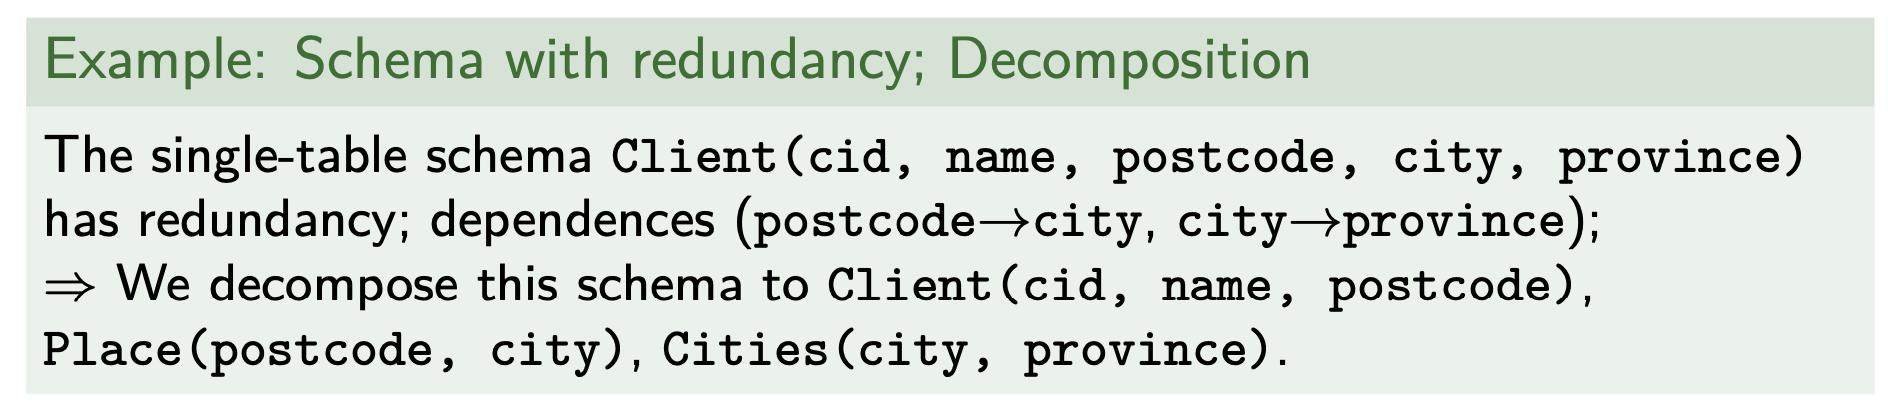 Example: Schema with redundancy; Decomposition
The single-table schema Client(cid, name, postcode, city, province)
has redundancy; dependences (postcode→city, city→province);
⇒ We decompose this schema to Client(cid, name, postcode),
Place(postcode, city), Cities(city, province).